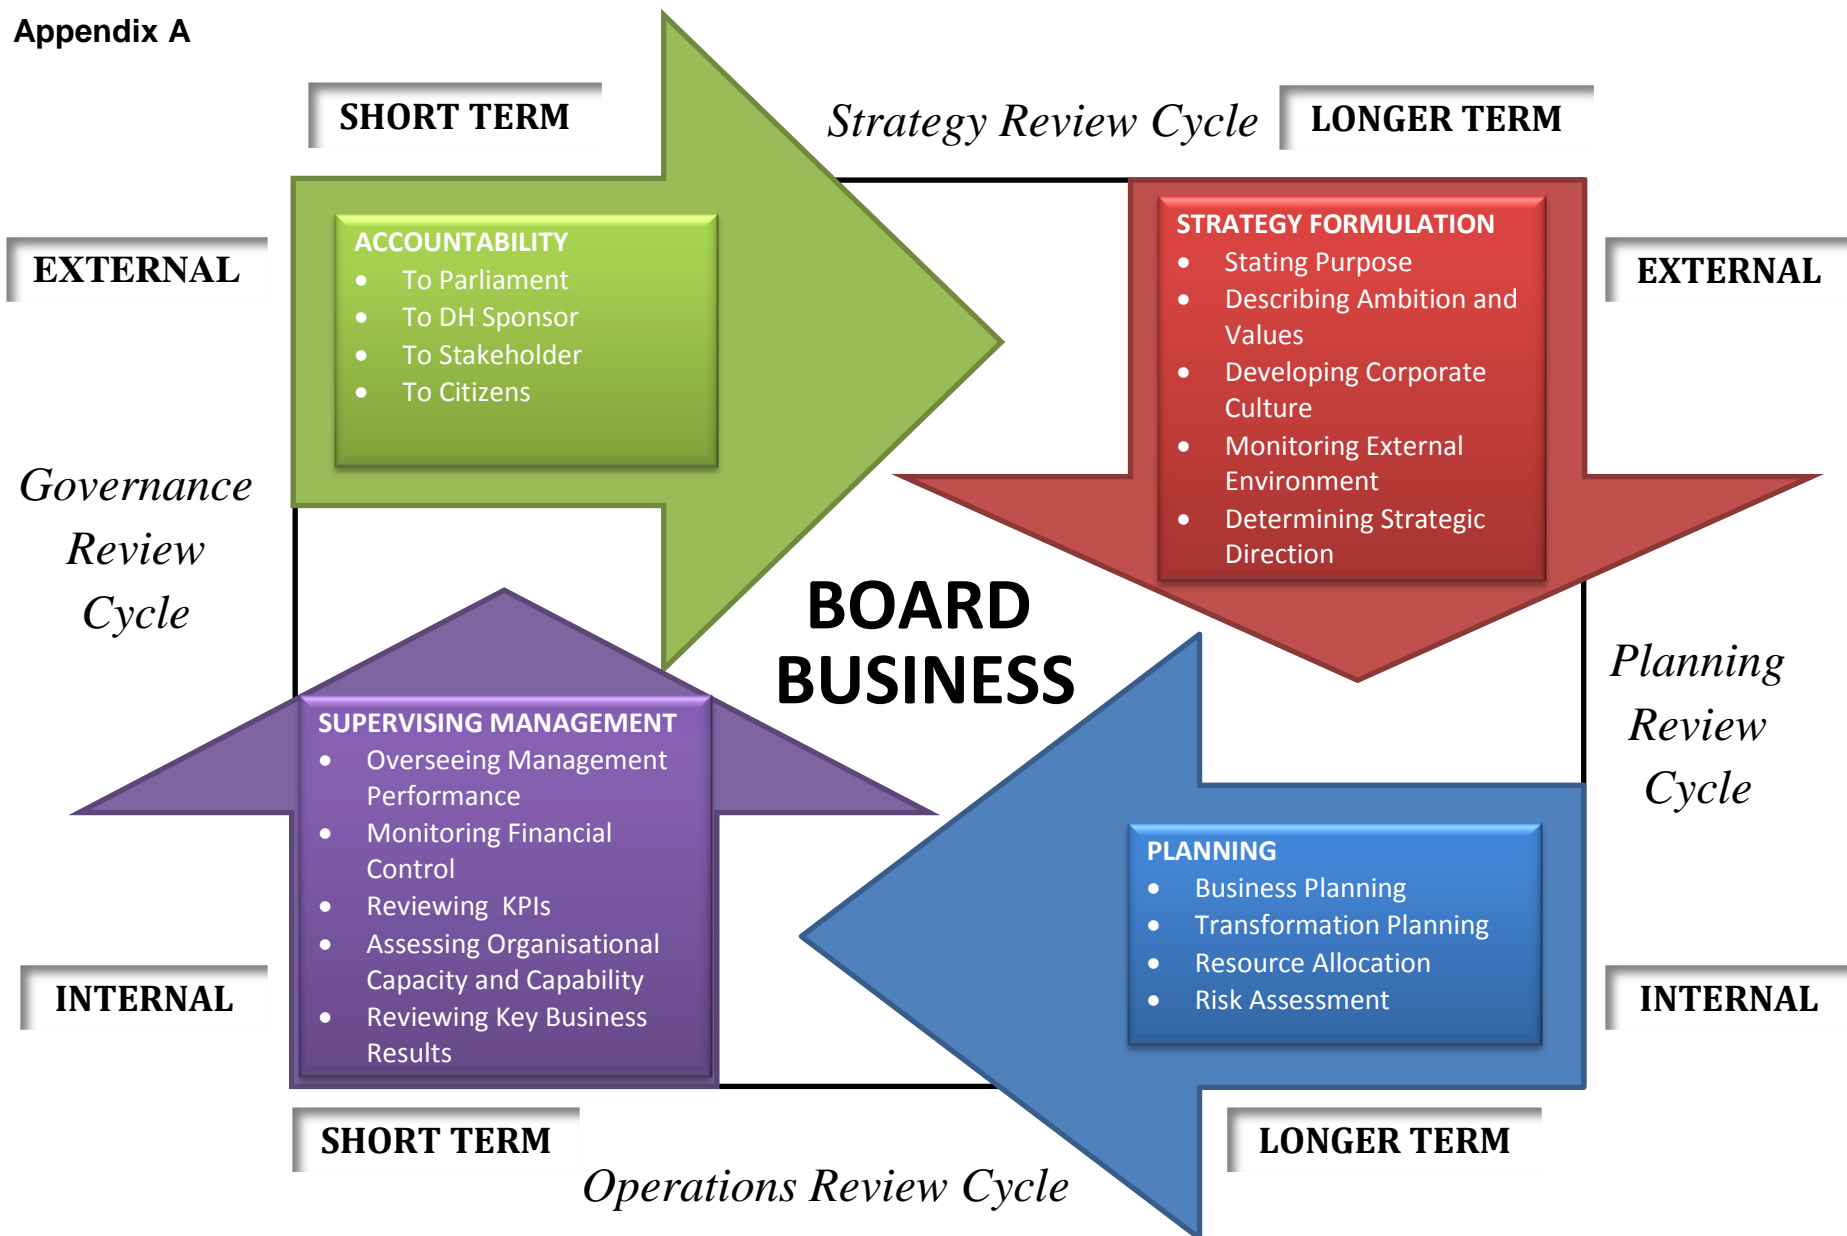 Appendix A
SHORT TERM
Strategy Review Cycle
LONGER TERM
EXTERNAL
ACCOUNTABILITY
• To Parliament
• To DH Sponsor
• To Stakeholder
• To Citizens
STRATEGY FORMULATION
• Stating Purpose
• Describing Ambition and
Values
• Developing Corporate
Culture
• Monitoring External
Environment
• Determining Strategic
Direction
EXTERNAL
Governance
Review
Cycle
BOARD
BUSINESS
Planning
Review
Cycle
SUPERVISING MANAGEMENT
• Overseeing Management
Performance
• Monitoring Financial
Control
• Reviewing  KPIs
• Assessing Organisational
Capacity and Capability
• Reviewing Key Business
Results
PLANNING
• Business Planning
• Transformation Planning
• Resource Allocation
• Risk Assessment
INTERNAL
INTERNAL
SHORT TERM
LONGER TERM
Operations Review Cycle